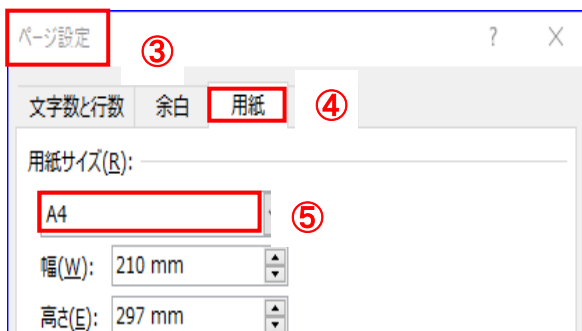 ページ設定
?
③
文字数と行数 余白 用紙 ④
用紙サイズ(R):
A4 ⑤
幅(W): 210 mm
高さ(E): 297 mm